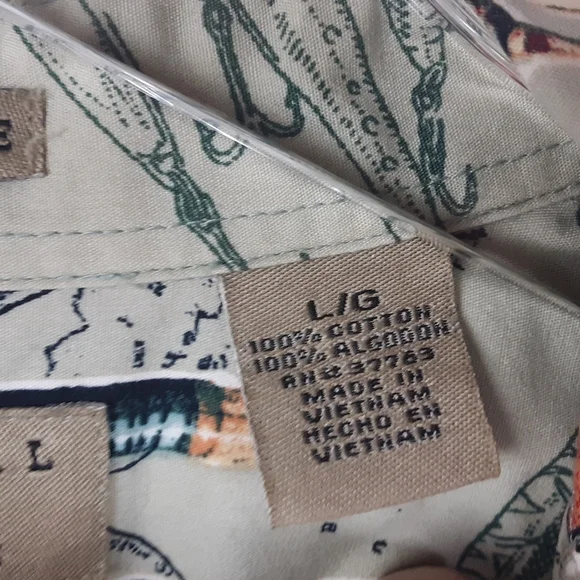 E
L/G
100% COTTON
100% ALGODON
RN# 37763
MADE IN
VIETNAM
HECHO EN
VIETNAM
L L